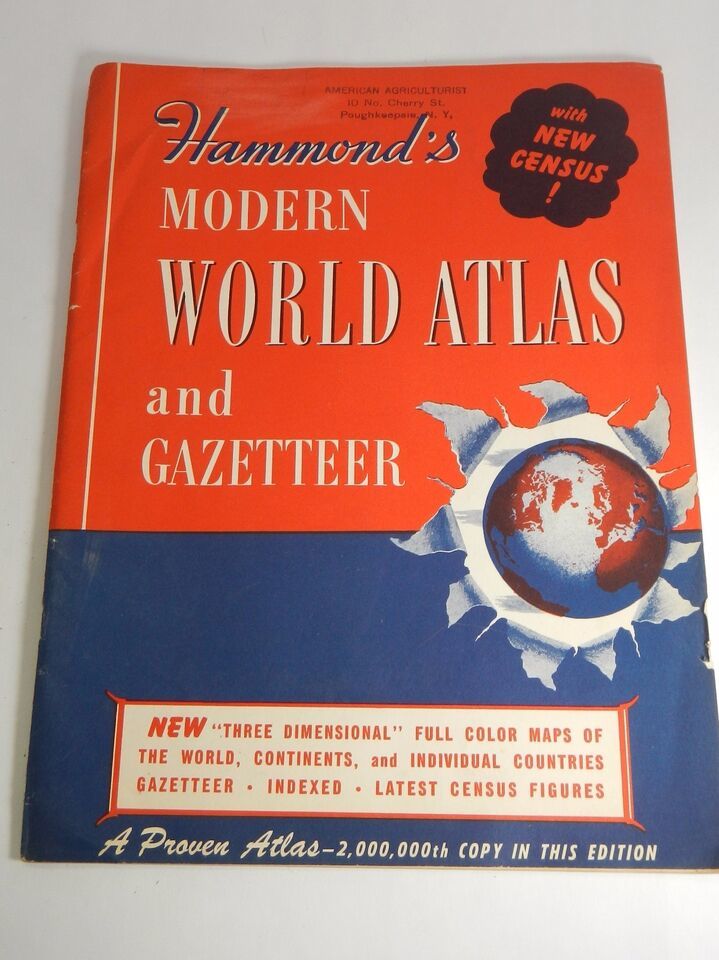 AMERICAN AGRICULTURIST
10 No. Cherry St.
Poughkeepsie, N. Y.
Hammond's
with
NEW
CENSUS
!
MODERN
WORLD ATLAS
and
GAZETTEER
NEW "THREE DIMENSIONAL" FULL COLOR MAPS OF
THE WORLD, CONTINENTS, and INDIVIDUAL COUNTRIES
GAZETTEER • INDEXED • LATEST CENSUS FIGURES
A Proven Atlas—2,000,000th COPY IN THIS EDITION